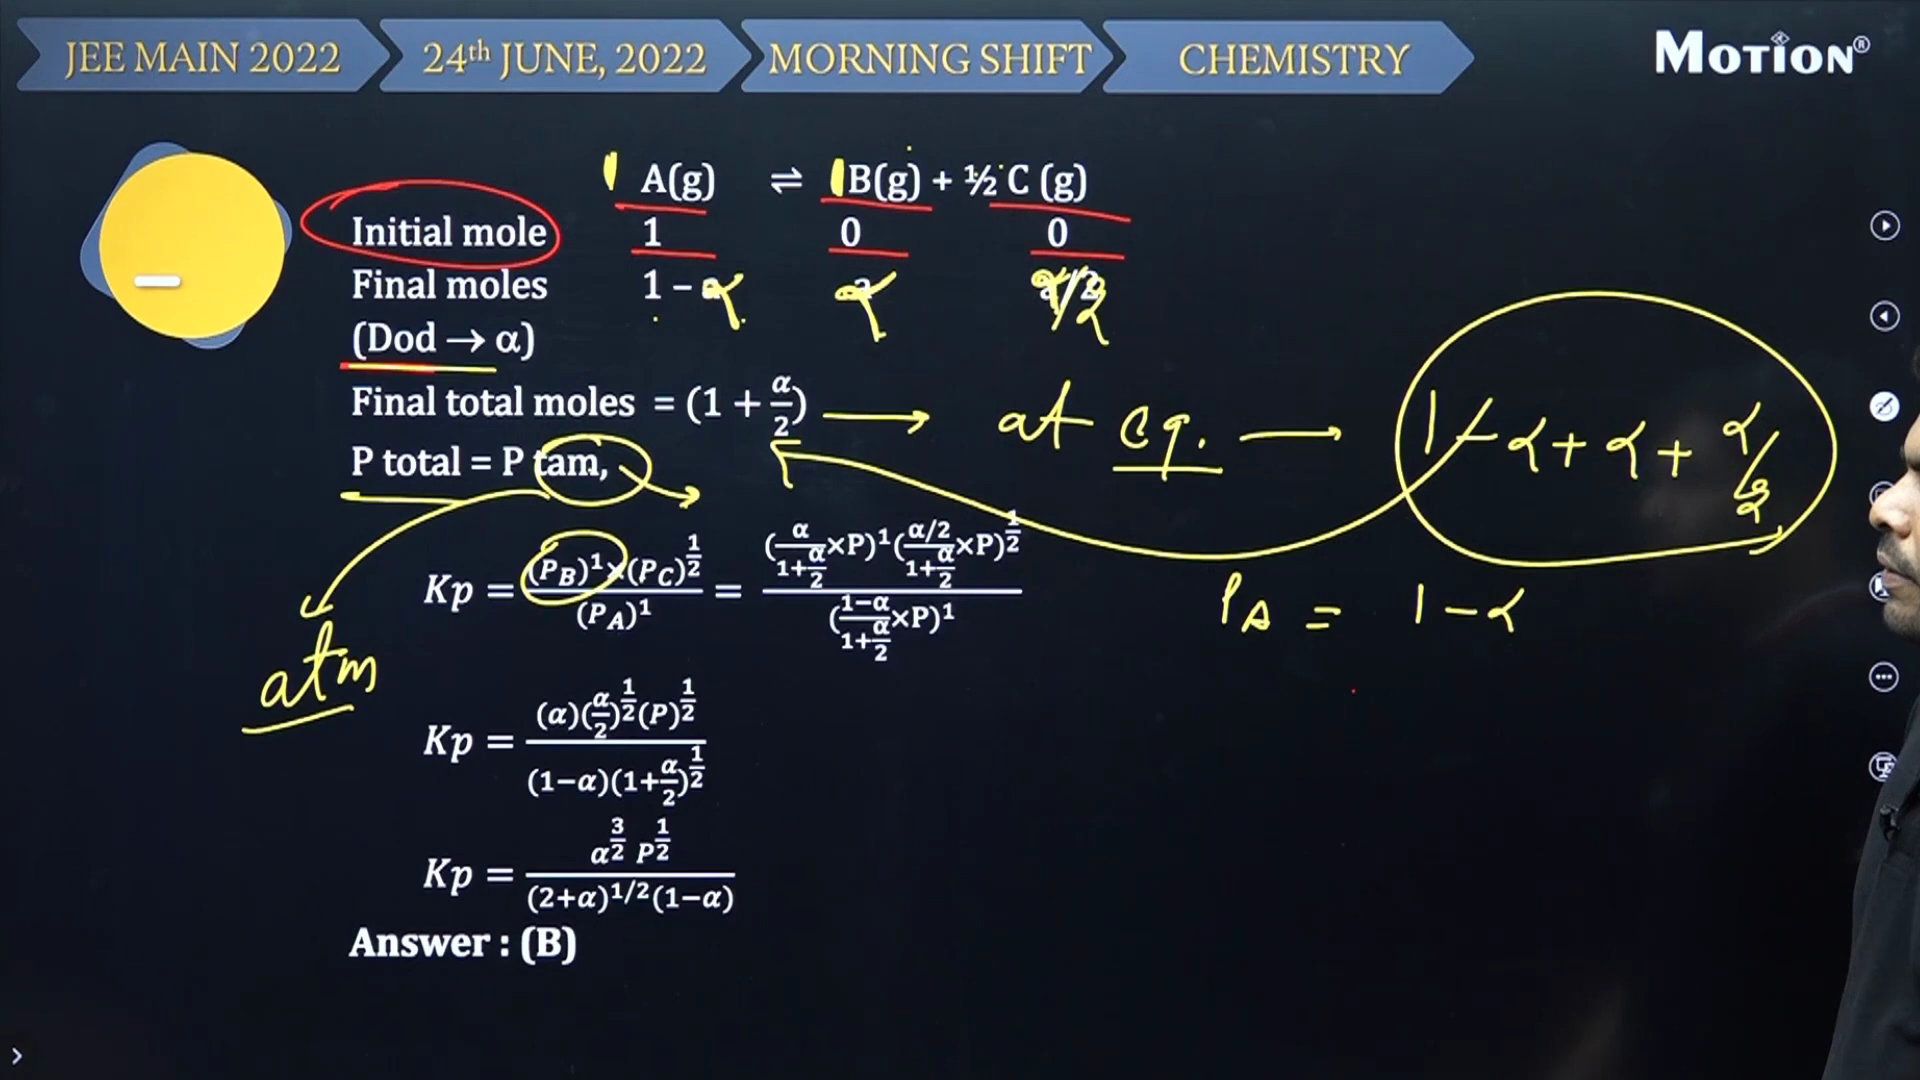 JEE MAIN 2022 24th JUNE, 2022 MORNING SHIFT CHEMISTRY MOTION®
1 A(g) ⇌ 1 B(g) + ½ C (g)
Initial mole 1 0 0
Final moles 1 − α α α/2
(Dod → α)
Final total moles = (1 + α/2) → at eq. → 1 − α + α + α/2
P total = P tam,
Kp = (P_B)^1×(P_C)^(1/2) / (P_A)^1 = (α/(1+α/2)×P)^1((α/2)/(1+α/2)×P)^(1/2) / ((1−α)/(1+α/2)×P)^1
P_A = 1 − α
atm
Kp = (α)(α/2)^(1/2)(P)^(1/2) / (1−α)(1+α/2)^(1/2)
Kp = α^(3/2) P^(1/2) / (2+α)^1/2(1−α)
Answer : (B)